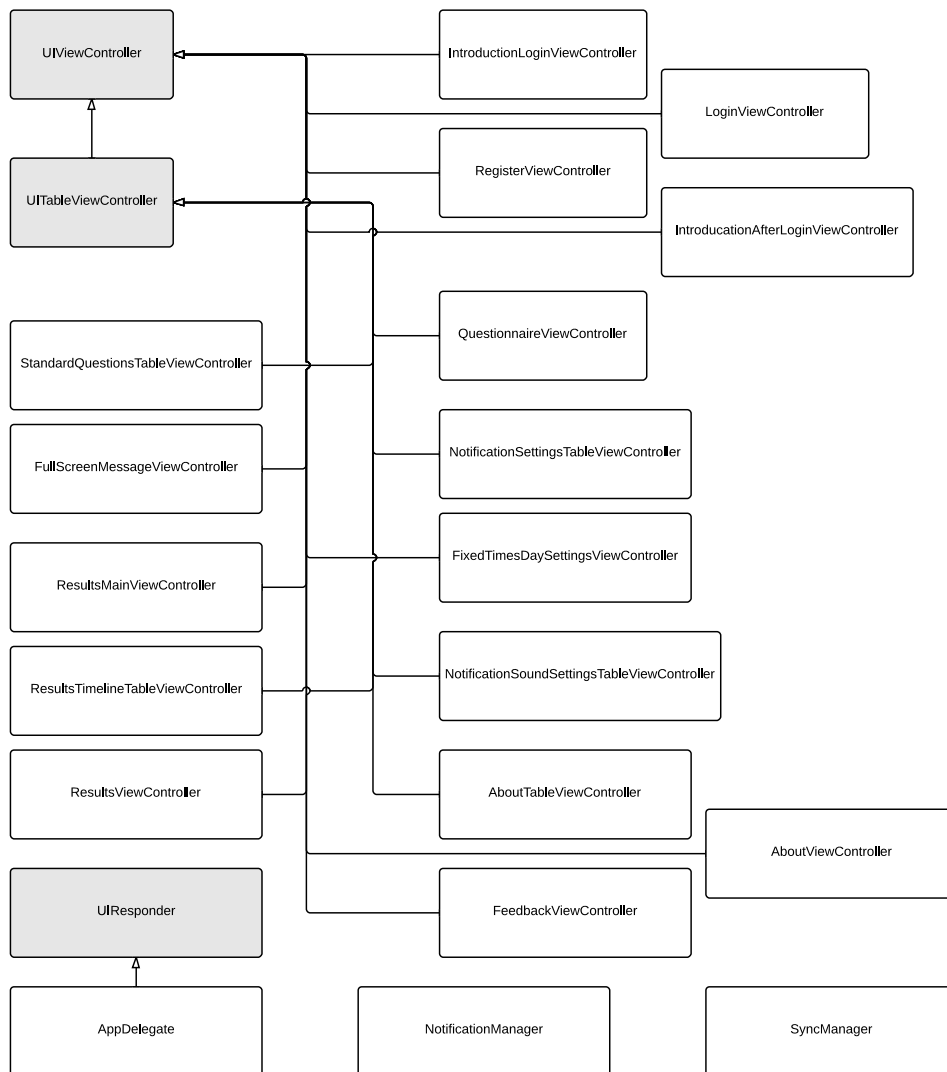 UIViewController
IntroductionLoginViewController
LoginViewController
RegisterViewController
UITableViewController
IntroducationAfterLoginViewController
QuestionnaireViewController
StandardQuestionsTableViewController
NotificationSettingsTableViewController
FullScreenMessageViewController
FixedTimesDaySettingsViewController
ResultsMainViewController
NotificationSoundSettingsTableViewController
ResultsTimelineTableViewController
ResultsViewController
AboutTableViewController
AboutViewController
UIResponder
FeedbackViewController
AppDelegate
NotificationManager
SyncManager